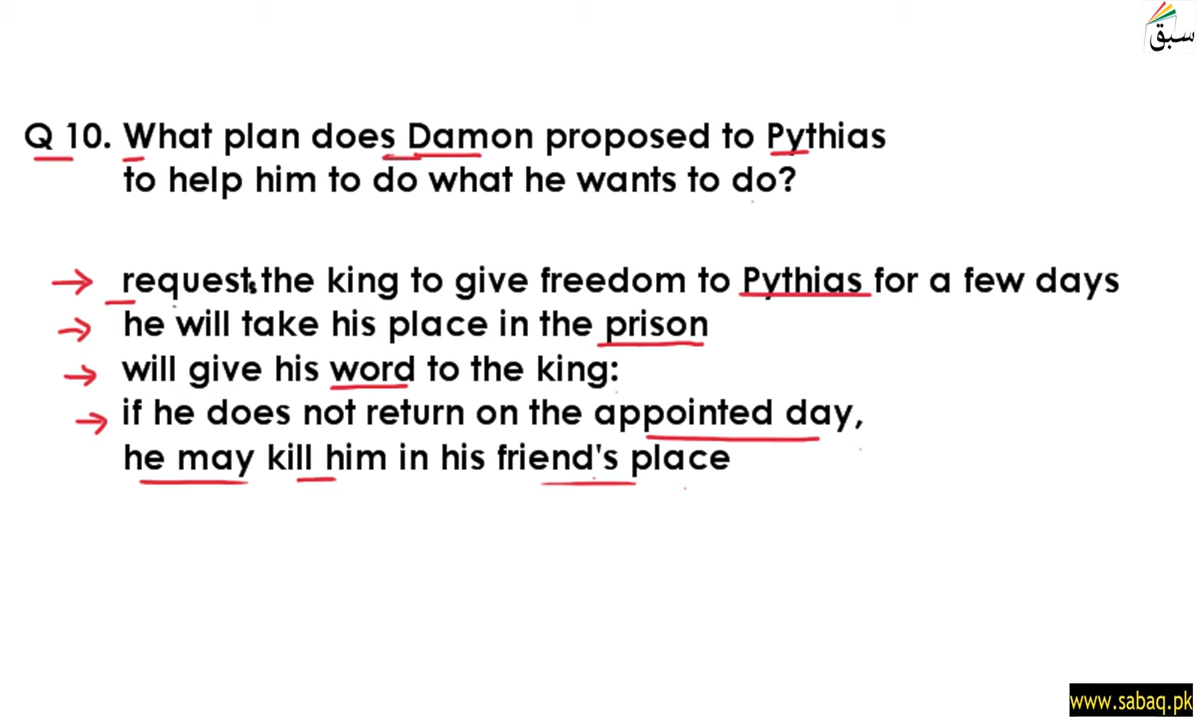 سبق
Q 10. What plan does Damon proposed to Pythias
to help him to do what he wants to do?
→ requests the king to give freedom to Pythias for a few days
→ he will take his place in the prison
→ will give his word to the king:
→ if he does not return on the appointed day,
he may kill him in his friend's place
www.sabaq.pk